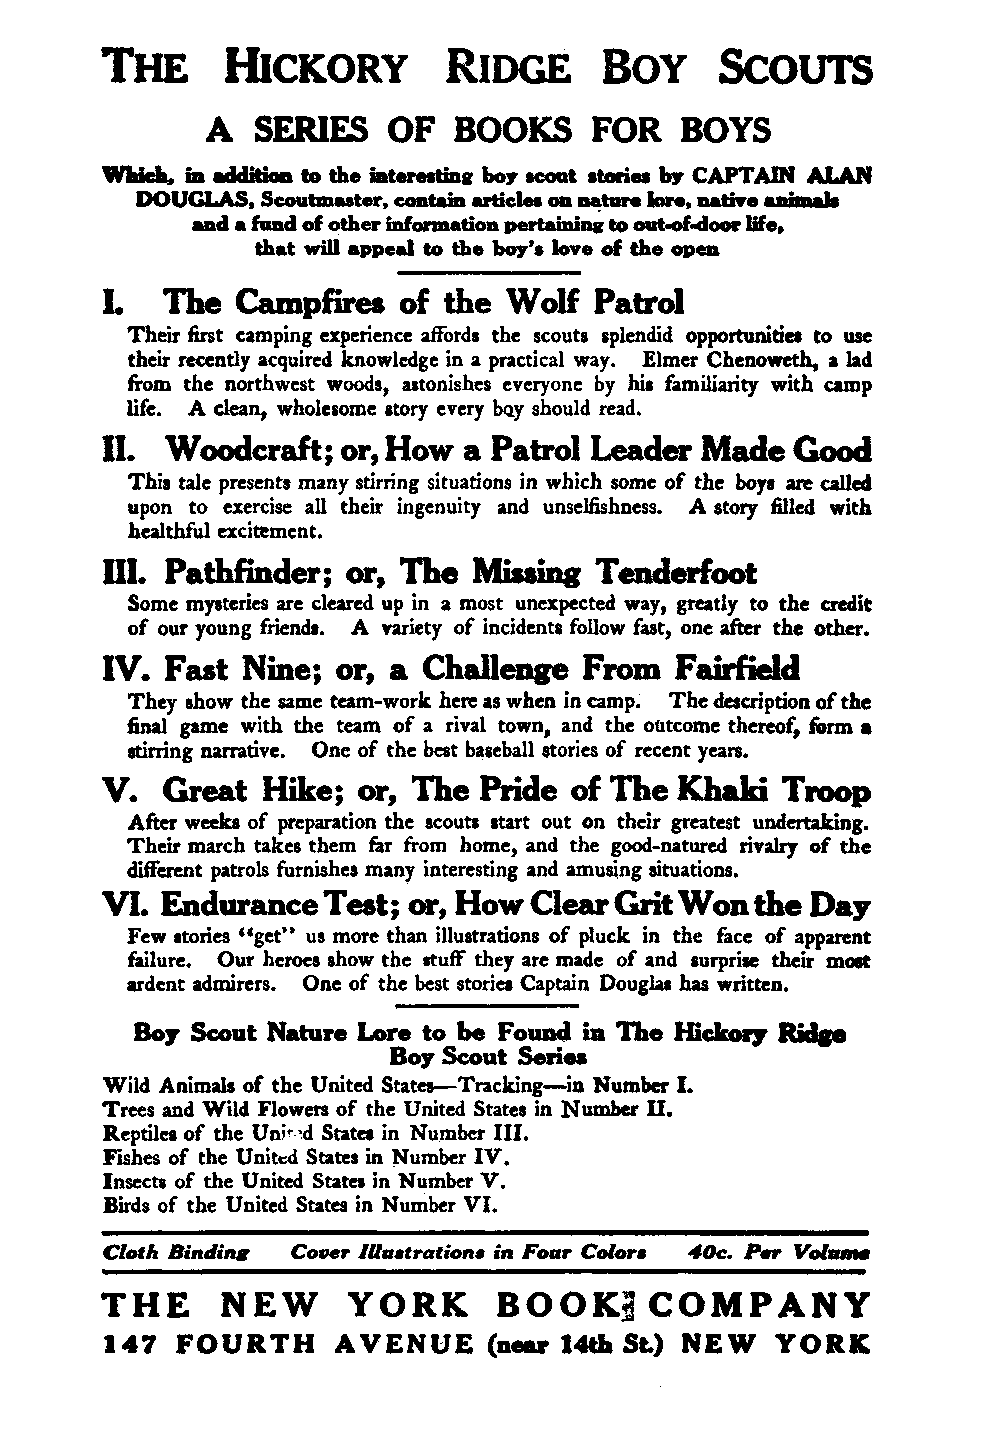 THE HICKORY RIDGE BOY SCOUTS
A SERIES OF BOOKS FOR BOYS
Which, in addition to the interesting boy scout stories by CAPTAIN ALAN
DOUGLAS, Scoutmaster, contain articles on nature lore, native animals
and a fund of other information pertaining to out-of-door life,
that will appeal to the boy's love of the open
I. The Campfires of the Wolf Patrol
Their first camping experience affords the scouts splendid opportunities to use
their recently acquired knowledge in a practical way. Elmer Chenoweth, a lad
from the northwest woods, astonishes everyone by his familiarity with camp
life. A clean, wholesome story every boy should read.
II. Woodcraft; or, How a Patrol Leader Made Good
This tale presents many stirring situations in which some of the boys are called
upon to exercise all their ingenuity and unselfishness. A story filled with
healthful excitement.
III. Pathfinder; or, The Missing Tenderfoot
Some mysteries are cleared up in a most unexpected way, greatly to the credit
of our young friends. A variety of incidents follow fast, one after the other.
IV. Fast Nine; or, a Challenge From Fairfield
They show the same team-work here as when in camp. The description of the
final game with the team of a rival town, and the outcome thereof, form a
stirring narrative. One of the best baseball stories of recent years.
V. Great Hike; or, The Pride of The Khaki Troop
After weeks of preparation the scouts start out on their greatest undertaking.
Their march takes them far from home, and the good-natured rivalry of the
different patrols furnishes many interesting and amusing situations.
VI. Endurance Test; or, How Clear Grit Won the Day
Few stories "get" us more than illustrations of pluck in the face of apparent
failure. Our heroes show the stuff they are made of and surprise their most
ardent admirers. One of the best stories Captain Douglas has written.
Boy Scout Nature Lore to be Found in The Hickory Ridge
Boy Scout Series
Wild Animals of the United States—Tracking—in Number I.
Trees and Wild Flowers of the United States in Number II.
Reptiles of the United States in Number III.
Fishes of the United States in Number IV.
Insects of the United States in Number V.
Birds of the United States in Number VI.
Cloth Binding Cover Illustrations in Four Colors 40c. Per Volume
THE NEW YORK BOOK COMPANY
147 FOURTH AVENUE (near 14th St.) NEW YORK